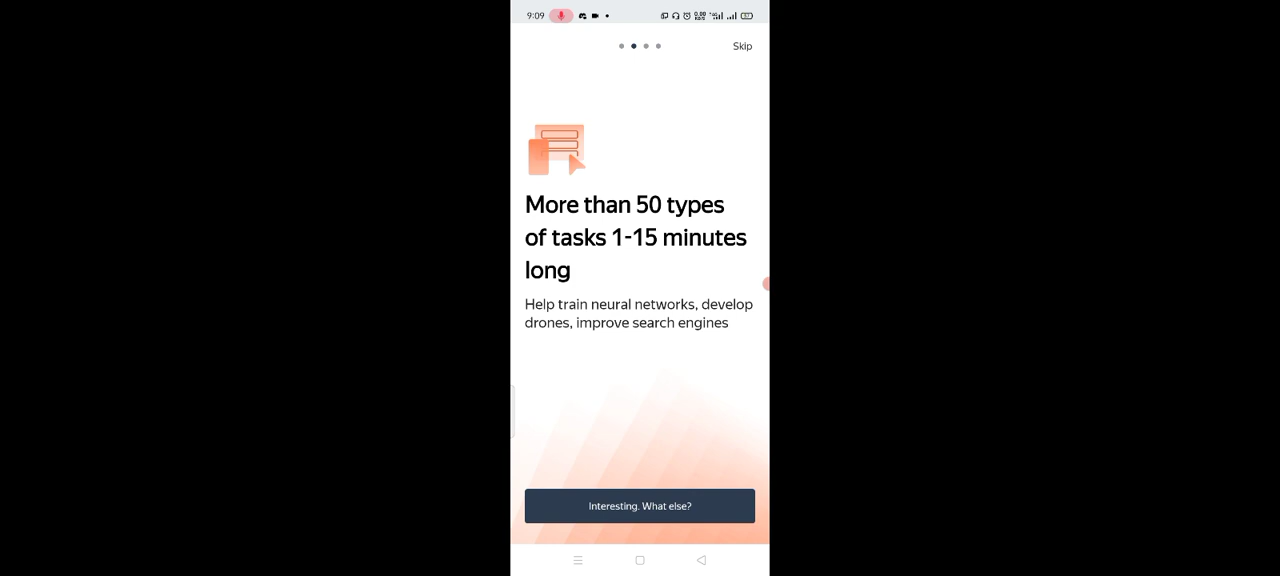 9:09
Skip
More than 50 types
of tasks 1-15 minutes
long
Help train neural networks, develop
drones, improve search engines
Interesting. What else?